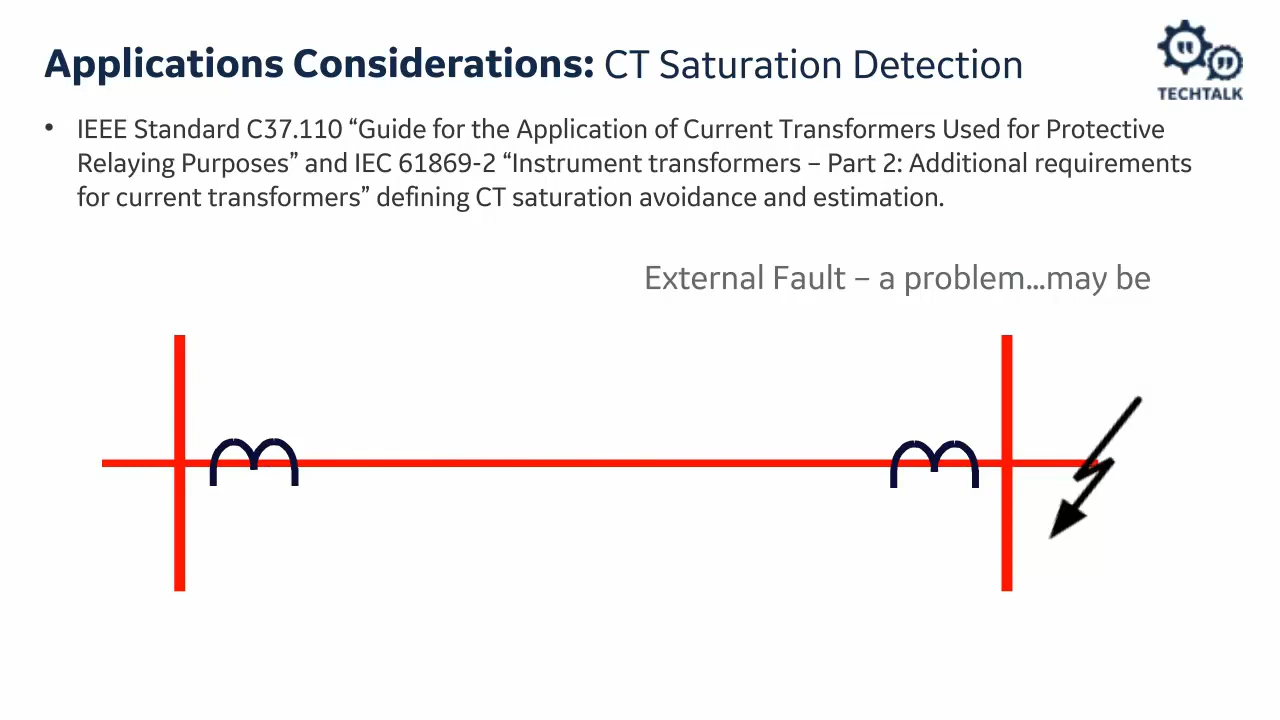 Applications Considerations: CT Saturation Detection
TECHTALK
• IEEE Standard C37.110 “Guide for the Application of Current Transformers Used for Protective
Relaying Purposes” and IEC 61869-2 “Instrument transformers – Part 2: Additional requirements
for current transformers” defining CT saturation avoidance and estimation.
External Fault – a problem...may be